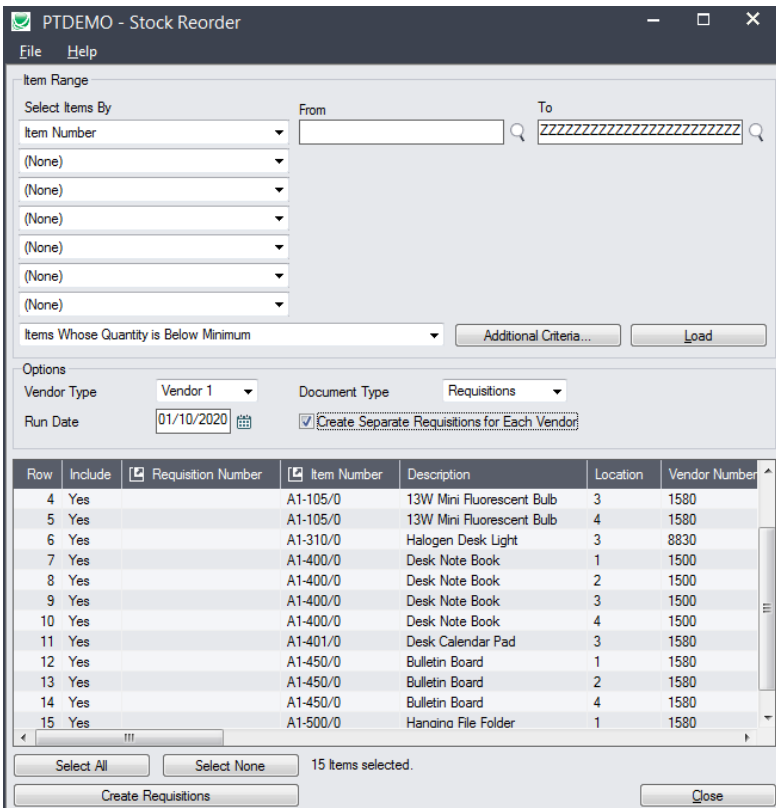 PTDEMO - Stock Reorder
File Help
Item Range
Select Items By From To
Item Number ZZZZZZZZZZZZZZZZZZZZZZZZ
(None)
(None)
(None)
(None)
(None)
(None)
Items Whose Quantity is Below Minimum Additional Criteria... Load
Options
Vendor Type Vendor 1 Document Type Requisitions
Run Date 01/10/2020 Create Separate Requisitions for Each Vendor
Row Include Requisition Number Item Number Description Location Vendor Number
4 Yes A1-105/0 13W Mini Fluorescent Bulb 3 1580
5 Yes A1-105/0 13W Mini Fluorescent Bulb 4 1580
6 Yes A1-310/0 Halogen Desk Light 3 8830
7 Yes A1-400/0 Desk Note Book 1 1500
8 Yes A1-400/0 Desk Note Book 2 1500
9 Yes A1-400/0 Desk Note Book 3 1500
10 Yes A1-400/0 Desk Note Book 4 1500
11 Yes A1-401/0 Desk Calendar Pad 3 1580
12 Yes A1-450/0 Bulletin Board 1 1580
13 Yes A1-450/0 Bulletin Board 2 1580
14 Yes A1-450/0 Bulletin Board 4 1580
15 Yes A1-500/0 Hanging File Folder 1 1580
Select All Select None 15 Items selected.
Create Requisitions Close